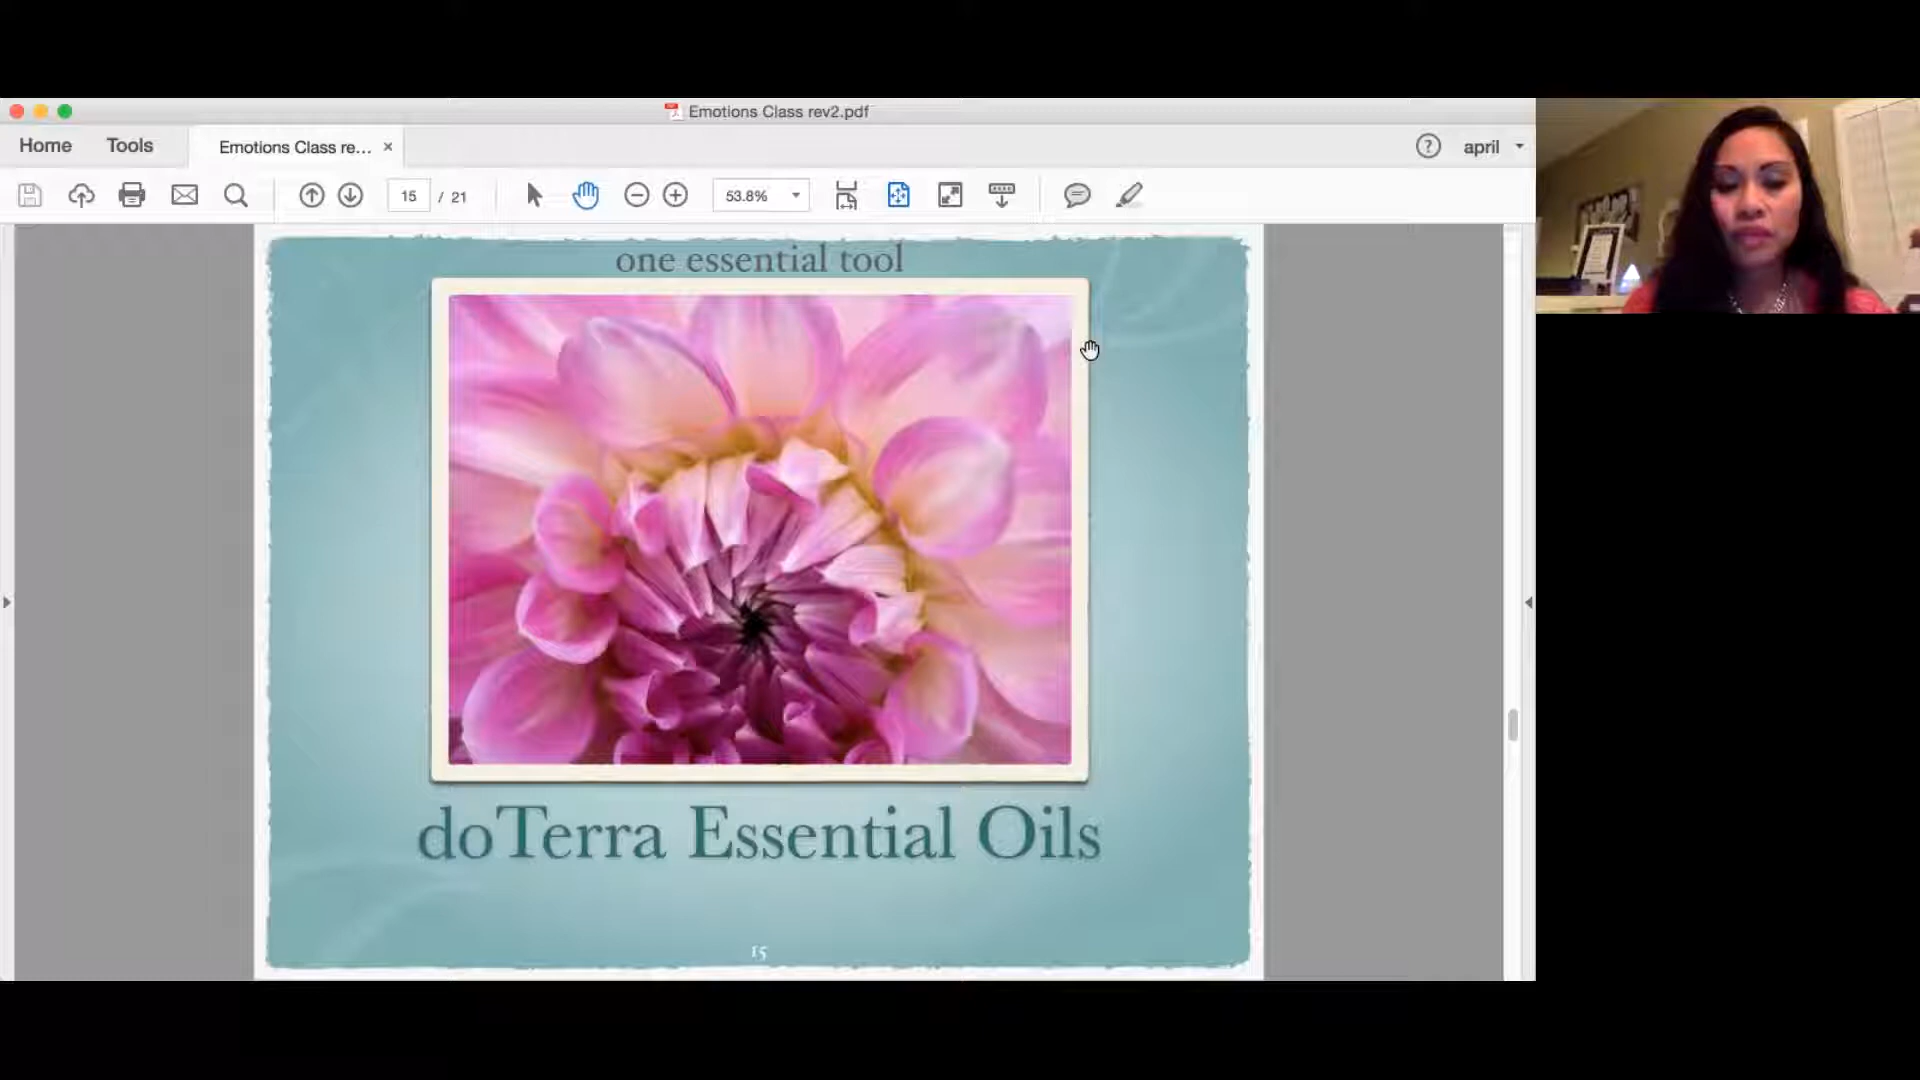 Emotions Class rev2.pdf
Home
Tools
Emotions Class re...
april
15 / 21
53.8%
one essential tool
doTerra Essential Oils
15